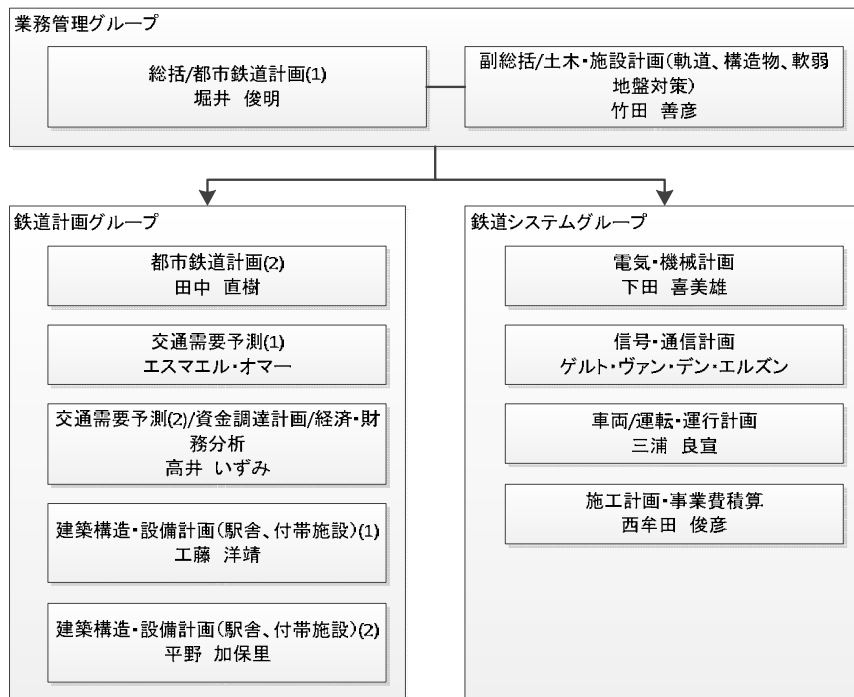 業務管理グループ
総括/都市鉄道計画(1)
堀井 俊明
副総括/土木・施設計画(軌道、構造物、軟弱
地盤対策)
竹田 善彦
鉄道計画グループ
都市鉄道計画(2)
田中 直樹
交通需要予測(1)
エスマエル・オマー
交通需要予測(2)/資金調達計画/経済・財
務分析
高井 いずみ
建築構造・設備計画(駅舎、付帯施設)(1)
工藤 洋靖
建築構造・設備計画(駅舎、付帯施設)(2)
平野 加保里
鉄道システムグループ
電気・機械計画
下田 喜美雄
信号・通信計画
ゲルト・ヴァン・デン・エルズン
車両/運転・運行計画
三浦 良宣
施工計画・事業費積算
西牟田 俊彦